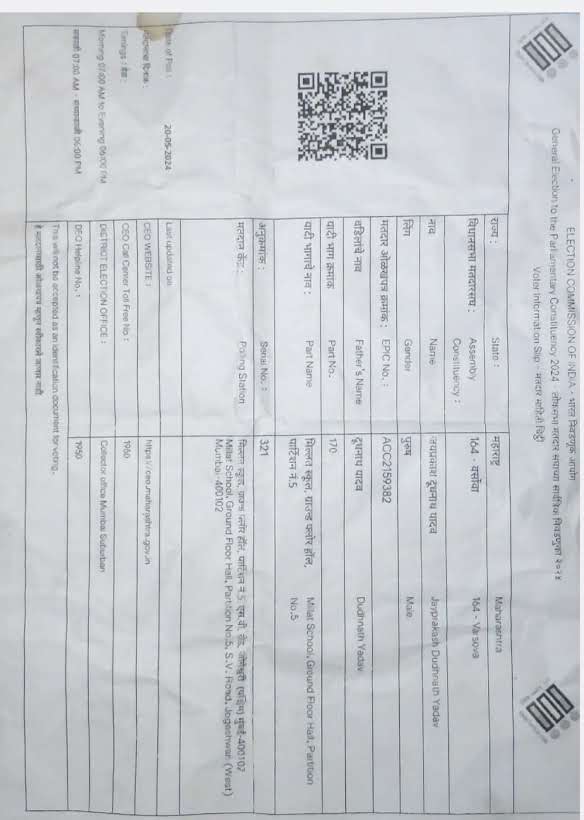 ELECTION COMMISSION OF INDIA - भारत निवडणूक आयोग
General Election to the Parliamentary Constituency 2024 - लोकसभा मतदार संघाच्या सार्वत्रिक निवडणुका २०२४
Voter Information Slip - मतदार माहिती चिठ्ठी
राज्य : State : महाराष्ट्र Maharashtra
विधानसभा मतदारसंघ : Assembly Constituency : 164 - वर्सोवा 164 - Varsova
नाव Name जयप्रकाश दूधनाथ यादव Jayprakash Dudhnath Yadav
लिंग Gender पुरुष Male
मतदार ओळखपत्र क्रमांक : EPIC No. : ACC2159382
वडिलांचे नाव Father's Name दूधनाथ यादव Dudhnath Yadav
यादी भाग क्रमांक Part No. 170
यादी भागाचे नाव : Part Name मिल्लत स्कूल, ग्राउन्ड फ्लोर हॉल, Millat School, Ground Floor Hall, Partition
पार्टिशन नं.5 No.5
अनुक्रमांक : Serial No. : 321
मतदान केंद्र : Polling Station मिल्लत स्कूल, ग्राउन्ड फ्लोर हॉल, पार्टिशन नं.5, एस.वी. रोड, जोगेश्वरी (पश्चिम) मुंबई-400102
Millat School, Ground Floor Hall, Partition No.5, S.V. Road, Jogeshwari (West)
Mumbai-400102
Date of Poll : 20-05-2024
दिनांक :
Timings : वेळ :
Morning 07:00 AM to Evening 06:00 PM
सकाळी 07:00 AM - सायंकाळी 06:00 PM
Last updated on
CEO WEBSITE : https://ceo.maharashtra.gov.in
CEO Call Center Toll Free No. : 1950
DISTRICT ELECTION OFFICE : Collector office Mumbai Suburban
DEO Helpline No. : 1950
This will not be accepted as an identification document for voting.
हे मतदानासाठी ओळखपत्र म्हणून स्वीकारले जाणार नाही.